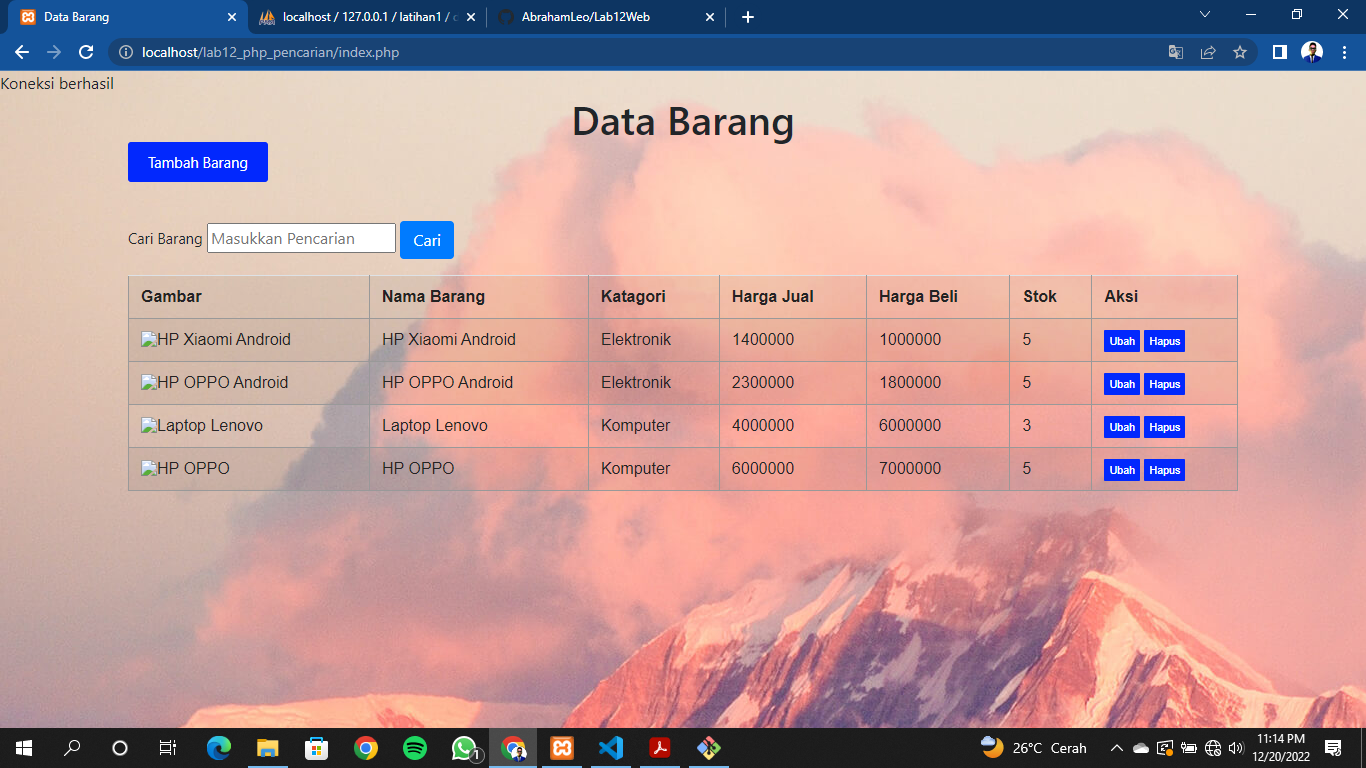 Data Barang
localhost / 127.0.0.1 / latihan1 /
AbrahamLeo/Lab12Web
localhost/lab12_php_pencarian/index.php
Koneksi berhasil
Data Barang
Tambah Barang
Cari Barang Masukkan Pencarian Cari
Gambar Nama Barang Katagori Harga Jual Harga Beli Stok Aksi
HP Xiaomi Android HP Xiaomi Android Elektronik 1400000 1000000 5 Ubah Hapus
HP OPPO Android HP OPPO Android Elektronik 2300000 1800000 5 Ubah Hapus
Laptop Lenovo Laptop Lenovo Komputer 4000000 6000000 3 Ubah Hapus
HP OPPO HP OPPO Komputer 6000000 7000000 5 Ubah Hapus
1
26°C Cerah
11:14 PM
12/20/2022